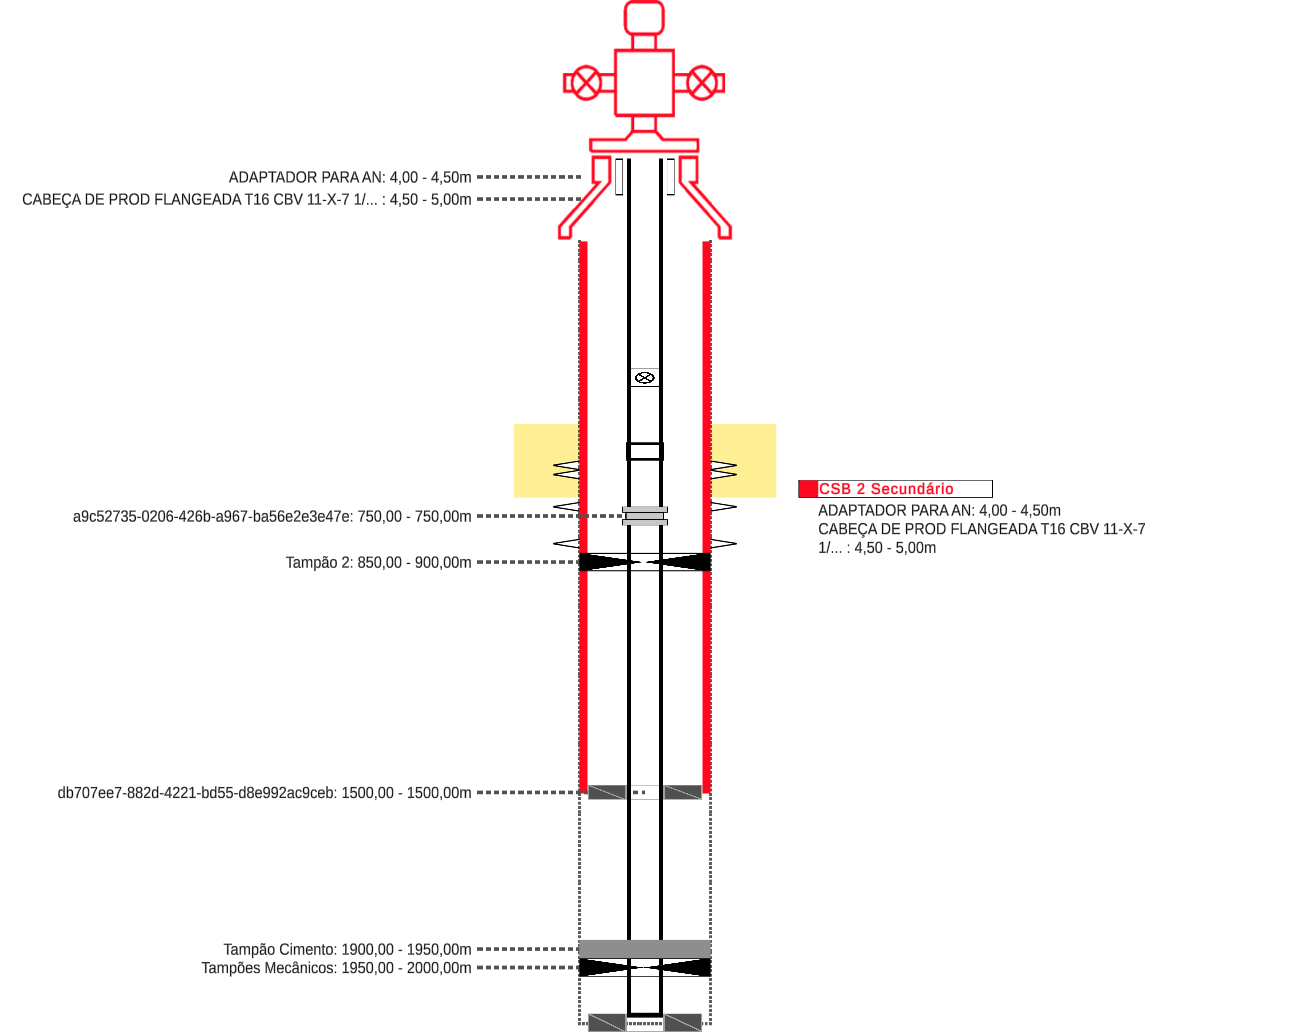 ADAPTADOR PARA AN: 4,00 - 4,50m
CABEÇA DE PROD FLANGEADA T16 CBV 11-X-7 1/... : 4,50 - 5,00m
CSB 2 Secundário
ADAPTADOR PARA AN: 4,00 - 4,50m
CABEÇA DE PROD FLANGEADA T16 CBV 11-X-7
1/... : 4,50 - 5,00m
a9c52735-0206-426b-a967-ba56e2e3e47e: 750,00 - 750,00m
Tampão 2: 850,00 - 900,00m
db707ee7-882d-4221-bd55-d8e992ac9ceb: 1500,00 - 1500,00m
Tampão Cimento: 1900,00 - 1950,00m
Tampões Mecânicos: 1950,00 - 2000,00m